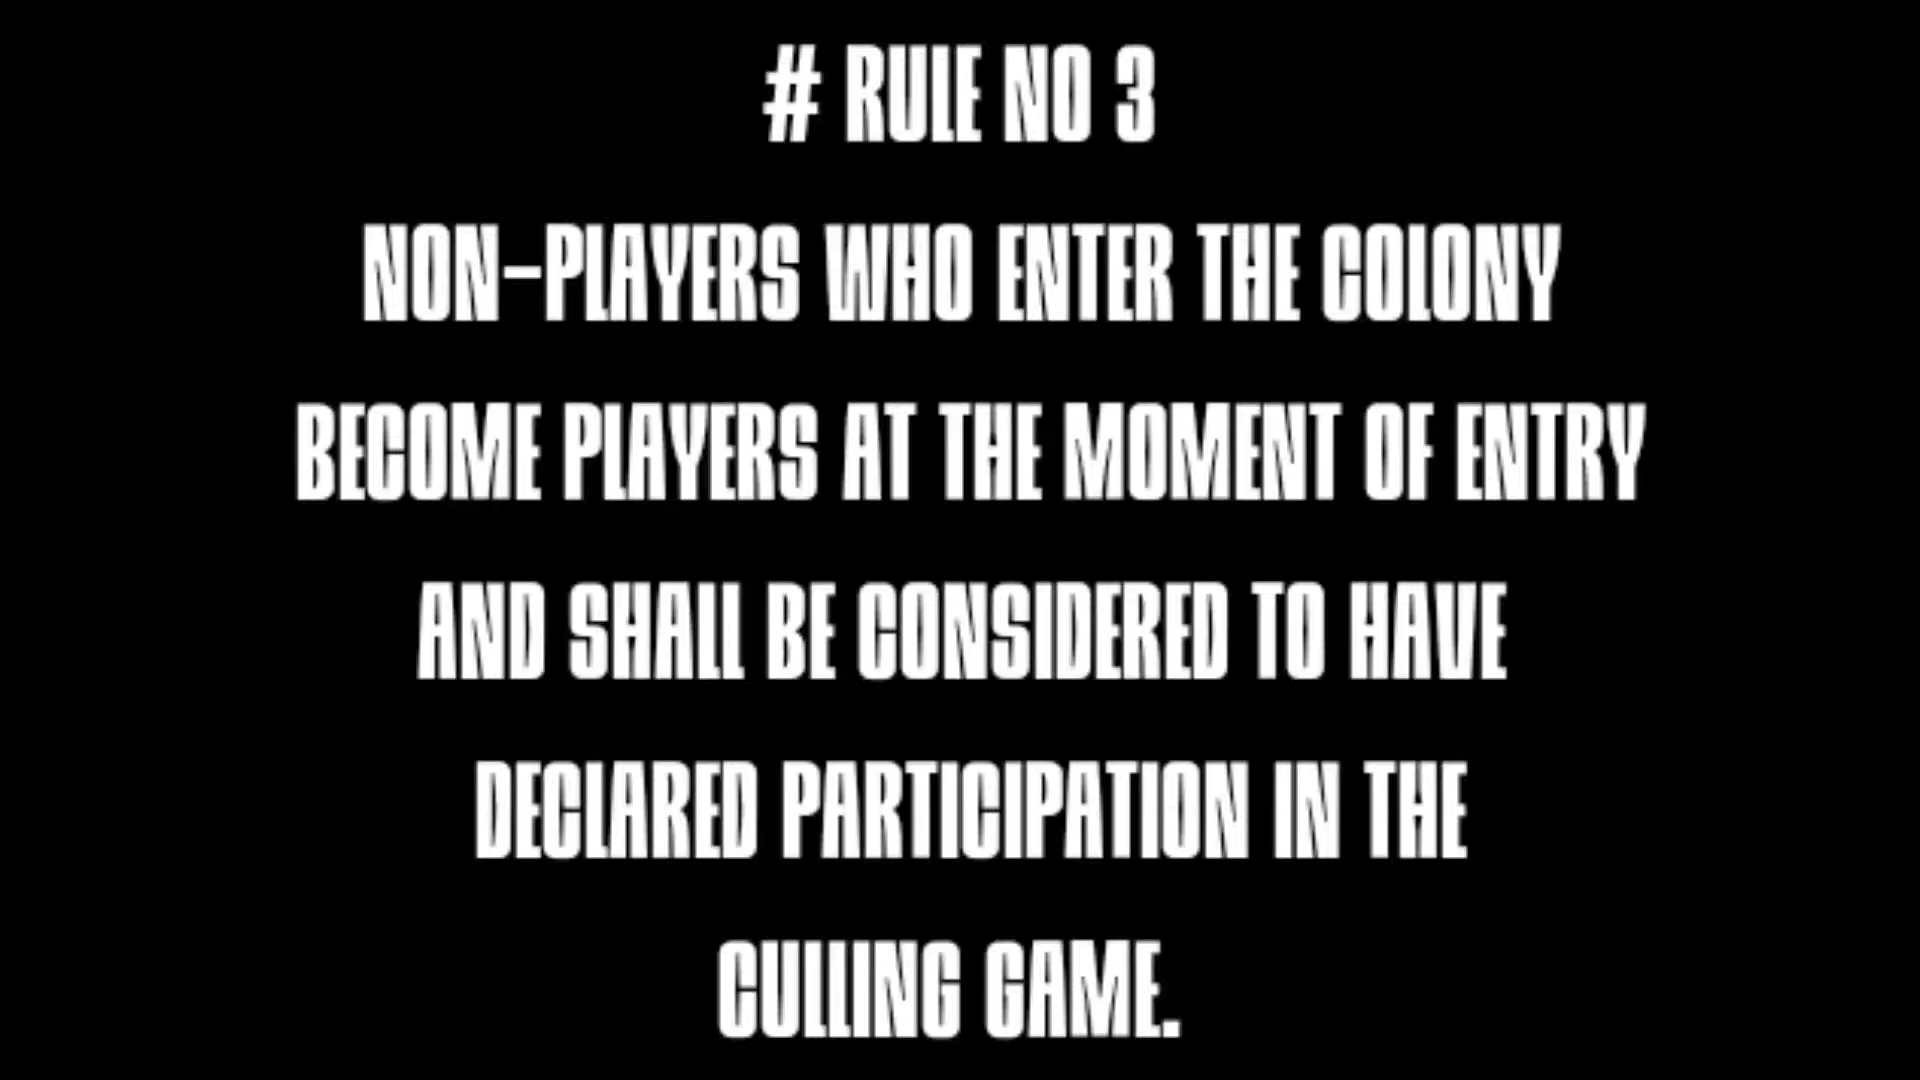 # RULE NO 3
NON-PLAYERS WHO ENTER THE COLONY
BECOME PLAYERS AT THE MOMENT OF ENTRY
AND SHALL BE CONSIDERED TO HAVE
DECLARED PARTICIPATION IN THE
CULLING GAME.